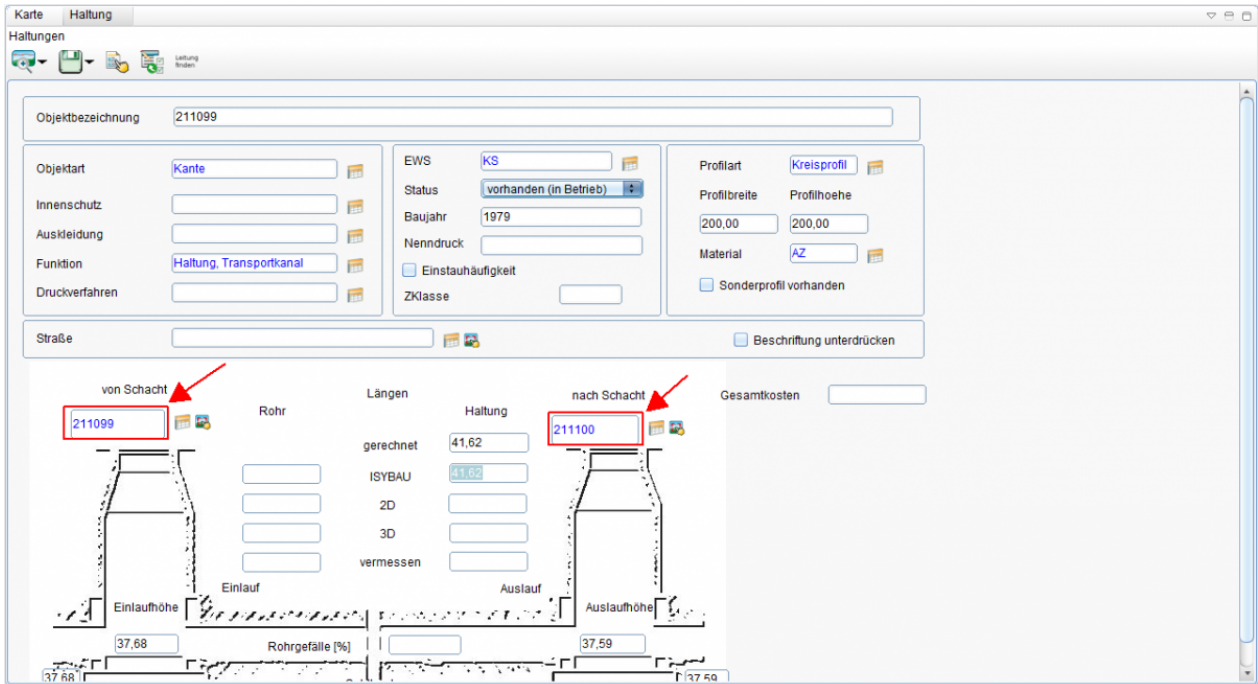 Karte Haltung
Haltungen
Leitung
finden
Objektbezeichnung 211099
Objektart Kante
Innenschutz
Auskleidung
Funktion Haltung, Transportkanal
Druckverfahren
EWS KS
Status vorhanden (in Betrieb)
Baujahr 1979
Nenndruck
Einstauhäufigkeit
ZKlasse
Profilart Kreisprofil
Profilbreite Profilhoehe
200,00 200,00
Material AZ
Sonderprofil vorhanden
Straße Beschriftung unterdrücken
von Schacht Längen nach Schacht Gesamtkosten
Rohr Haltung
211099 211100
gerechnet 41,62
ISYBAU 41,62
2D
3D
vermessen
Einlauf Auslauf
Einlaufhöhe Auslaufhöhe
37,68 Rohrgefälle [%] 37,59
37,68 37,59